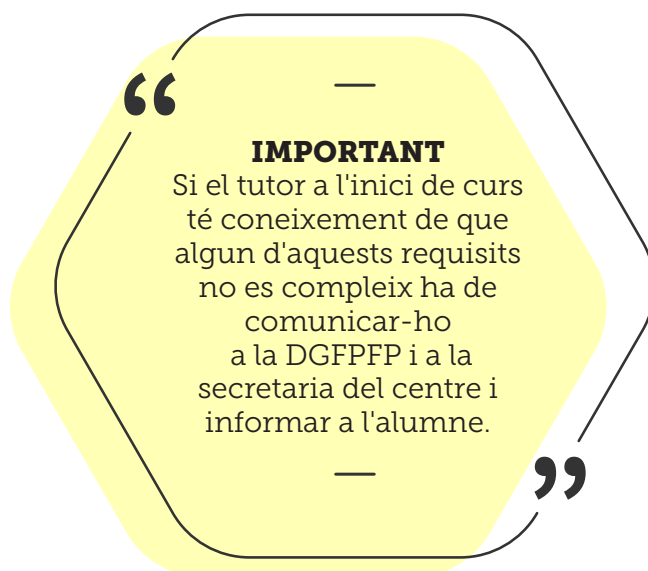 “
IMPORTANT
Si el tutor a l'inici de curs
té coneixement de que
algun d'aquests requisits
no es compleix ha de
comunicar-ho
a la DGFPFP i a la
secretaria del centre i
informar a l'alumne.
”